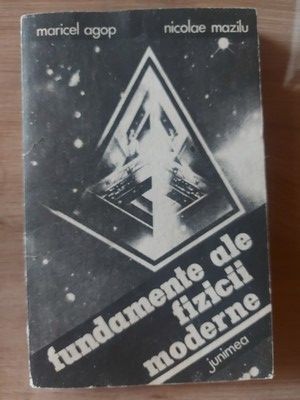 maricel agop nicolae mazilu
fundamente ale
fizicii
moderne
junimea